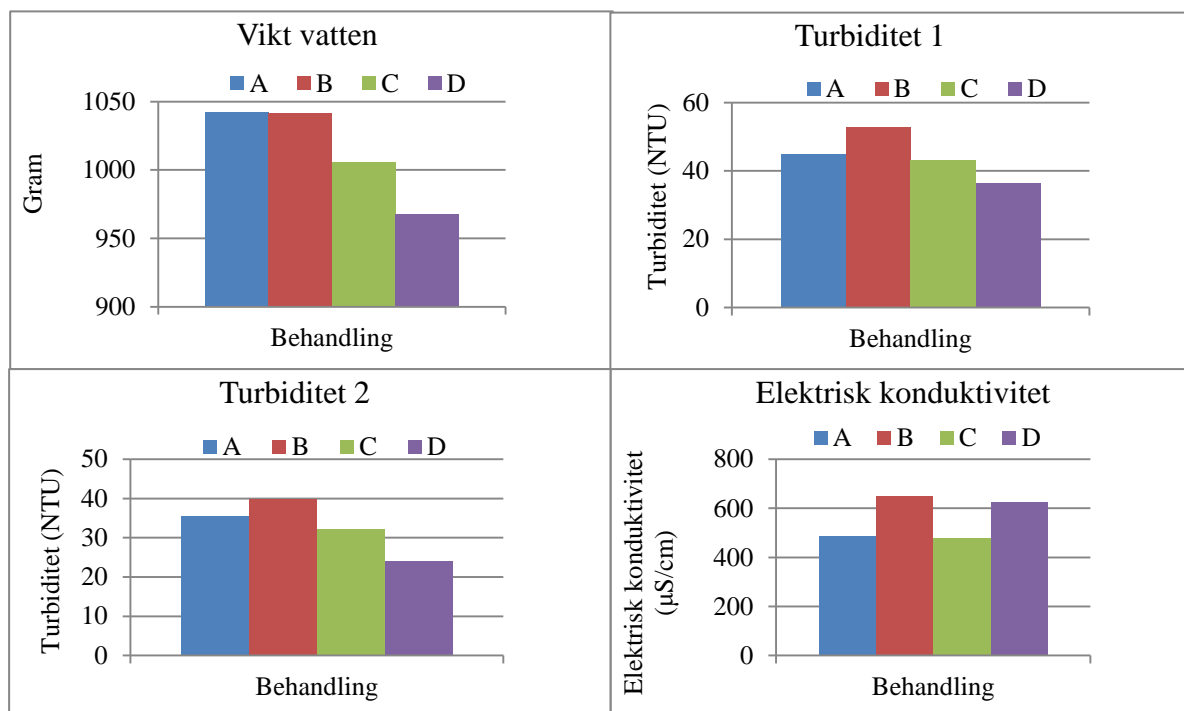 Vikt vatten
A B C D
1050
1000
950
900
Gram
Behandling
Turbiditet 1
A B C D
60
40
20
0
Turbiditet (NTU)
Behandling
Turbiditet 2
A B C D
50
40
30
20
10
0
Turbiditet (NTU)
Behandling
Elektrisk konduktivitet
A B C D
800
600
400
200
0
Elektrisk konduktivitet
(µS/cm)
Behandling